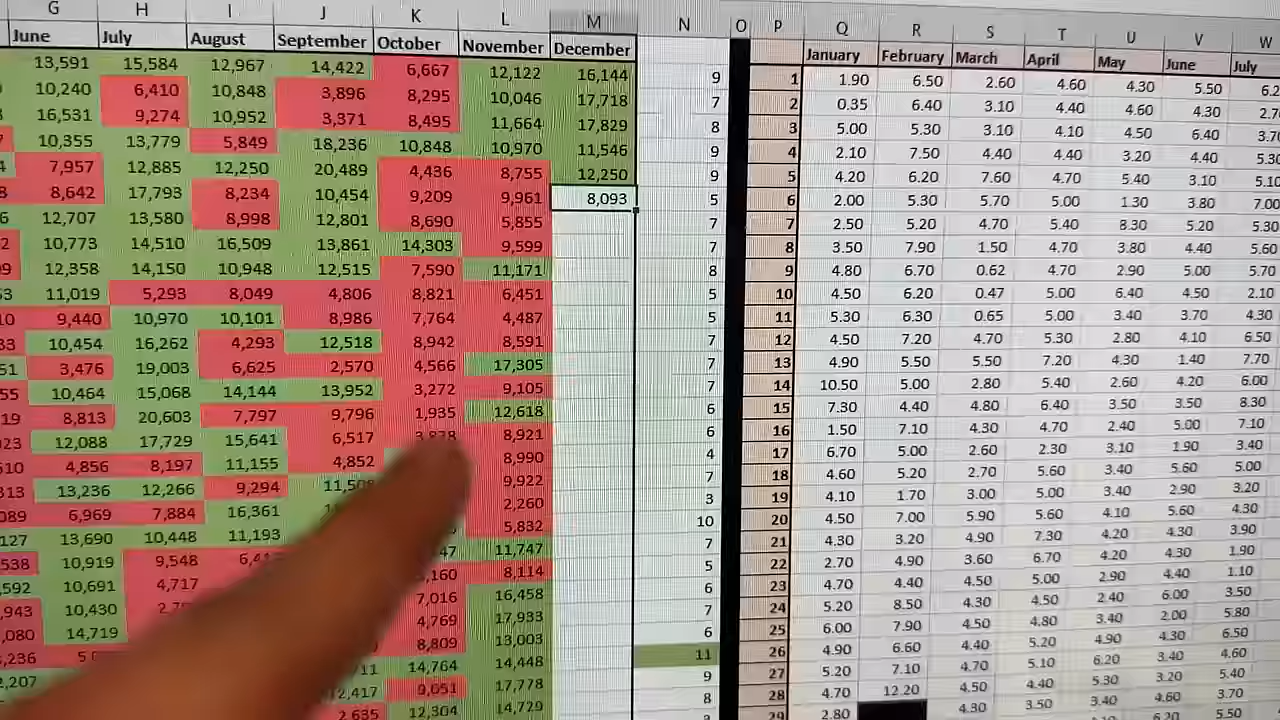 G H I J K L M N O P Q R S T U V W
June July August September October November December January February March April May June July
13,591 15,584 12,967 14,422 6,667 12,122 16,144 9 1 1.90 6.50 2.60 4.60 4.30 5.50
10,240 6,410 10,848 3,896 8,295 10,046 17,718 7 2 0.35 6.40 3.10 4.40 4.60 4.30
16,531 9,274 10,952 3,371 8,495 11,664 17,829 8 3 5.00 5.30 3.10 4.10 4.50 6.40
10,355 13,779 5,849 18,236 10,848 10,970 11,546 9 4 2.10 7.50 4.40 4.40 3.20 4.40
7,957 12,885 12,250 20,489 4,436 8,755 12,250 9 5 4.20 6.20 7.60 4.70 5.40 3.10 5.10
8,642 17,793 8,234 10,454 9,209 9,961 8,093 5 6 2.00 5.30 5.70 5.00 1.30 3.80 7.00
12,707 13,580 8,998 12,801 8,690 5,855 7 7 2.50 5.20 4.70 5.40 8.30 5.20 5.30
10,773 14,510 16,509 13,861 14,303 9,599 7 8 3.50 7.90 1.50 4.70 3.80 4.40 5.60
12,358 14,150 10,948 12,515 7,590 11,171 8 9 4.80 6.70 0.62 4.70 2.90 5.00 5.70
11,019 5,293 8,049 4,806 8,821 6,451 5 10 4.50 6.20 0.47 5.00 6.40 4.50 2.10
9,440 10,970 10,101 8,986 7,764 4,487 5 11 5.30 6.30 0.65 5.00 3.40 3.70 4.30
10,454 16,262 4,293 12,518 8,942 8,591 7 12 4.50 7.20 4.70 5.30 2.80 4.10 6.50
3,476 19,003 6,625 2,570 4,566 17,305 7 13 4.90 5.50 5.50 7.20 4.30 1.40 7.70
10,464 15,068 14,144 13,952 3,272 9,105 7 14 10.50 5.00 2.80 5.40 2.60 4.20 6.00
8,813 20,603 7,797 9,796 1,935 12,618 6 15 7.30 4.40 4.80 6.40 3.50 3.50 8.30
12,088 17,729 15,641 6,517 8,921 6 16 1.50 7.10 4.30 4.70 2.40 5.00 7.10
4,856 8,197 11,155 4,852 8,990 4 17 6.70 5.00 2.60 2.30 3.10 1.90 3.40
13,236 12,266 9,294 9,922 7 18 4.60 5.20 2.70 5.60 3.40 5.60 5.00
6,969 7,884 16,361 2,260 3 19 4.10 1.70 3.00 5.00 3.40 2.90 3.20
13,690 10,448 11,193 5,832 10 20 4.50 7.00 5.90 5.60 4.10 5.60 4.30
10,919 9,548 11,747 7 21 4.30 3.20 4.90 7.30 4.20 4.30 3.90
10,691 4,717 8,114 5 22 2.70 4.90 3.60 6.70 4.20 4.30 1.90
10,430 7,016 16,458 6 23 4.70 4.40 4.50 5.00 2.90 4.40 1.10
14,719 4,769 17,933 7 24 5.20 8.50 4.30 4.50 2.40 6.00 3.50
8,809 13,003 6 25 6.00 7.90 4.50 4.80 3.40 2.00 5.80
14,764 14,448 11 26 4.90 6.60 4.40 5.20 4.90 4.30 6.50
9,051 17,778 9 27 5.20 7.10 4.70 5.10 6.20 3.40 4.60
12,304 14,729 8 28 4.70 12.20 4.50 4.40 5.30 3.20 5.40
29 2.80 4.30 3.50 3.40 4.60 3.70